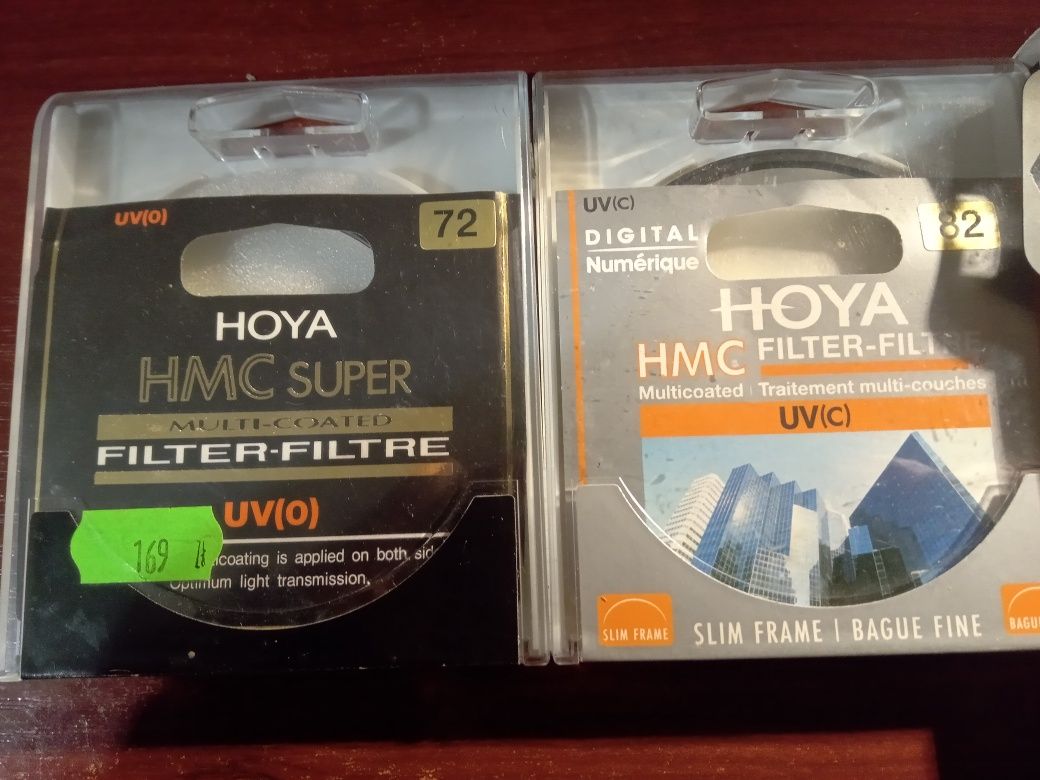 UV(0)
72
HOYA
HMC SUPER
MULTI-COATED
FILTER-FILTRE
UV(0)
169 zł
coating is applied on both sid
Optimum light transmission.
UV(C)
82
DIGITAL
Numérique
HOYA
HMC FILTER-FILTRE
Multicoated | Traitement multi-couches
UV(C)
SLIM FRAME
SLIM FRAME | BAGUE FINE
BAGU